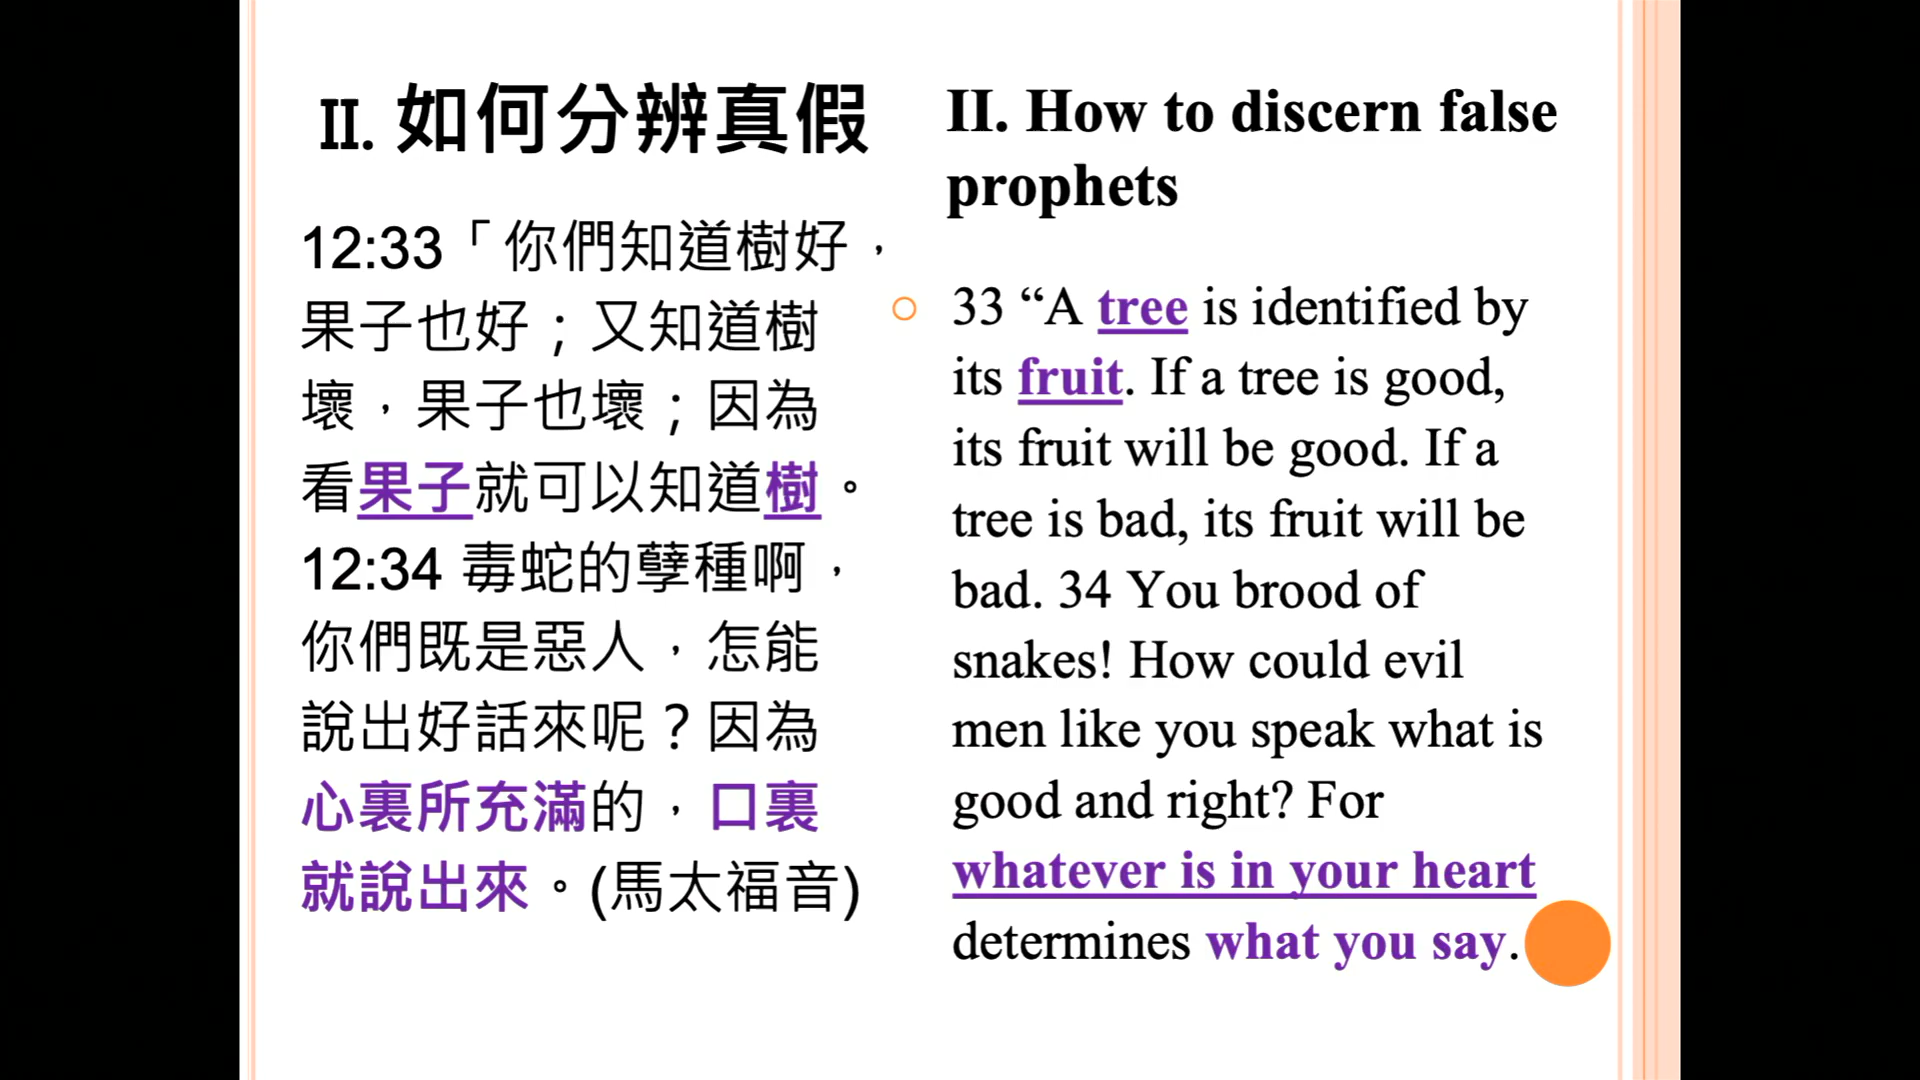 II. 如何分辨真假
12:33「你們知道樹好，
果子也好；又知道樹
壞，果子也壞；因為
看果子就可以知道樹。
12:34 毒蛇的孽種啊，
你們既是惡人，怎能
說出好話來呢？因為
心裏所充滿的，口裏
就說出來。(馬太福音)
II. How to discern false
prophets
33 “A tree is identified by
its fruit. If a tree is good,
its fruit will be good. If a
tree is bad, its fruit will be
bad. 34 You brood of
snakes! How could evil
men like you speak what is
good and right? For
whatever is in your heart
determines what you say.